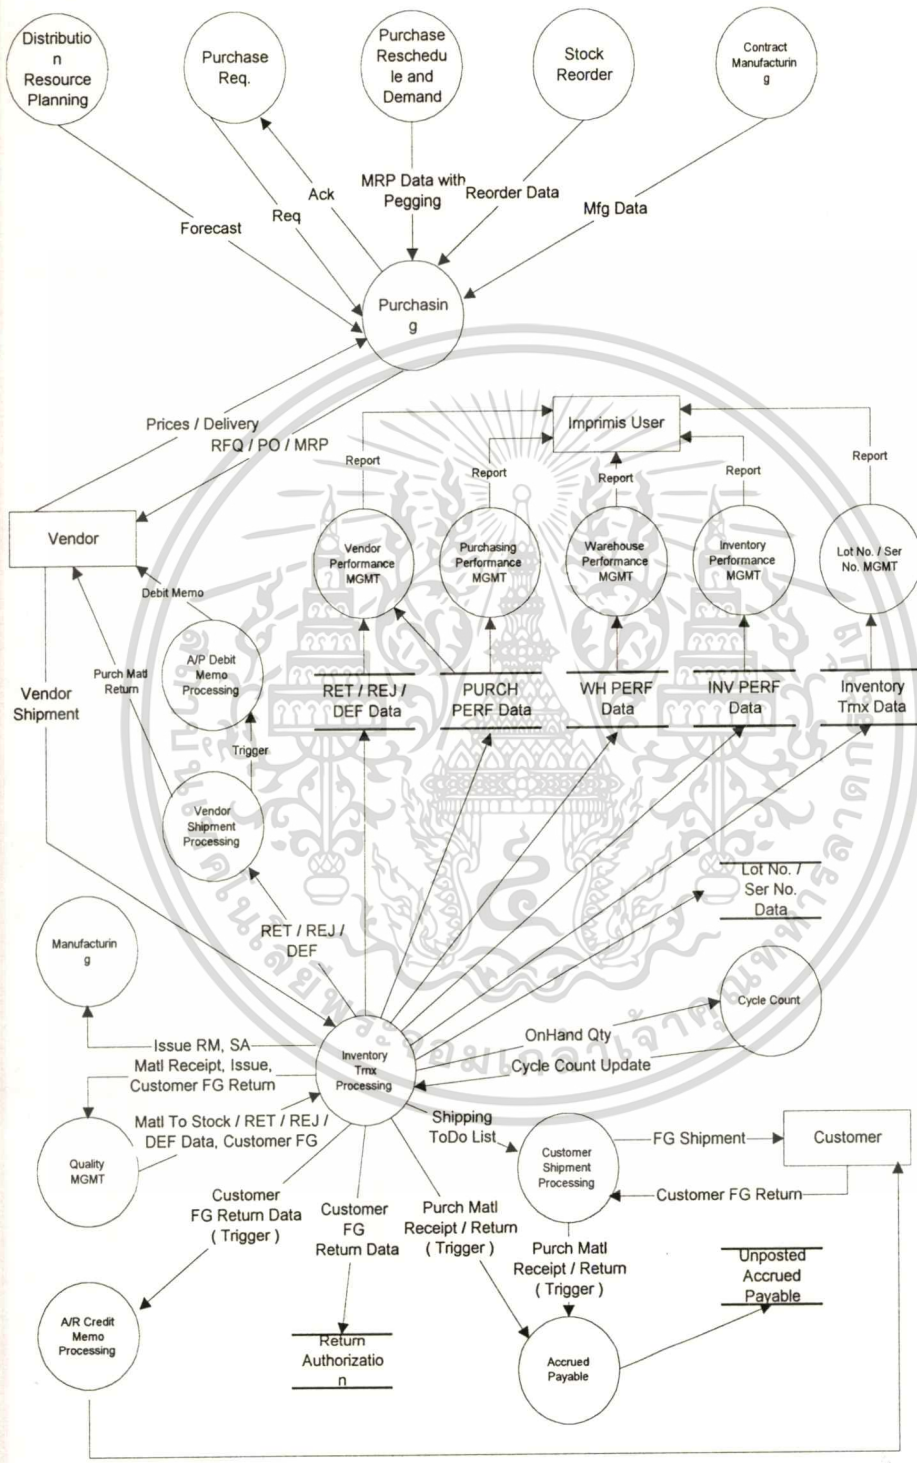 Distributio
n
Resource
Planning
Purchase
Req.
Purchase
Reschedu
le and
Demand
Stock
Reorder
Contract
Manufacturin
g
Forecast
Req
Ack
MRP Data with
Pegging
Reorder Data
Mfg Data
Purchasin
g
Prices / Delivery
RFQ / PO / MRP
Imprimis User
Report
Report
Report
Report
Report
Vendor
Vendor
Performance
MGMT
Purchasing
Performance
MGMT
Warehouse
Performance
MGMT
Inventory
Performance
MGMT
Lot No. / Ser
No. MGMT
Debit Memo
Purch Matl
Return
A/P Debit
Memo
Processing
Vendor
Shipment
RET / REJ /
DEF Data
PURCH
PERF Data
WH PERF
Data
INV PERF
Data
Inventory
Trnx Data
Trigger
Vendor
Shipment
Processing
Lot No. /
Ser No.
Data
RET / REJ /
DEF
Manufacturin
g
Cycle Count
Issue RM, SA
Matl Receipt, Issue,
Customer FG Return
Inventory
Trnx
Processing
OnHand Qty
Cycle Count Update
Matl To Stock / RET / REJ /
DEF Data, Customer FG
Quality
MGMT
Shipping
ToDo List
Customer
Shipment
Processing
FG Shipment
Customer
Customer FG Return
Customer
FG Return Data
( Trigger )
Customer
FG
Return Data
Purch Matl
Receipt / Return
( Trigger )
Purch Matl
Receipt / Return
( Trigger )
Unposted
Accrued
Payable
A/R Credit
Memo
Processing
Return
Authorizatio
n
Accrued
Payable